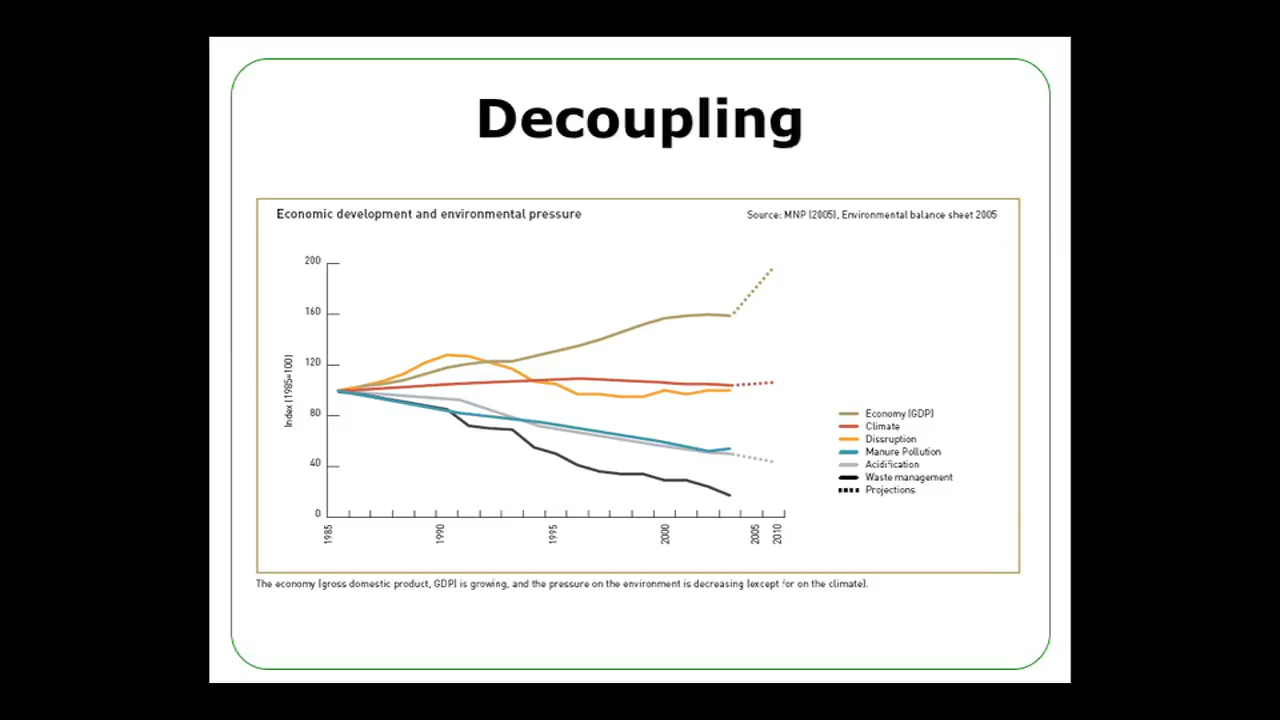 Decoupling
Economic development and environmental pressure
Source: MNP (2005), Environmental balance sheet 2005
Index (1985=100)
200
160
120
80
40
0
1985
1990
1995
2000
2005
2010
Economy (GDP)
Climate
Dissruption
Manure Pollution
Acidification
Waste management
Projections
The economy (gross domestic product, GDP) is growing, and the pressure on the environment is decreasing (except for on the climate).